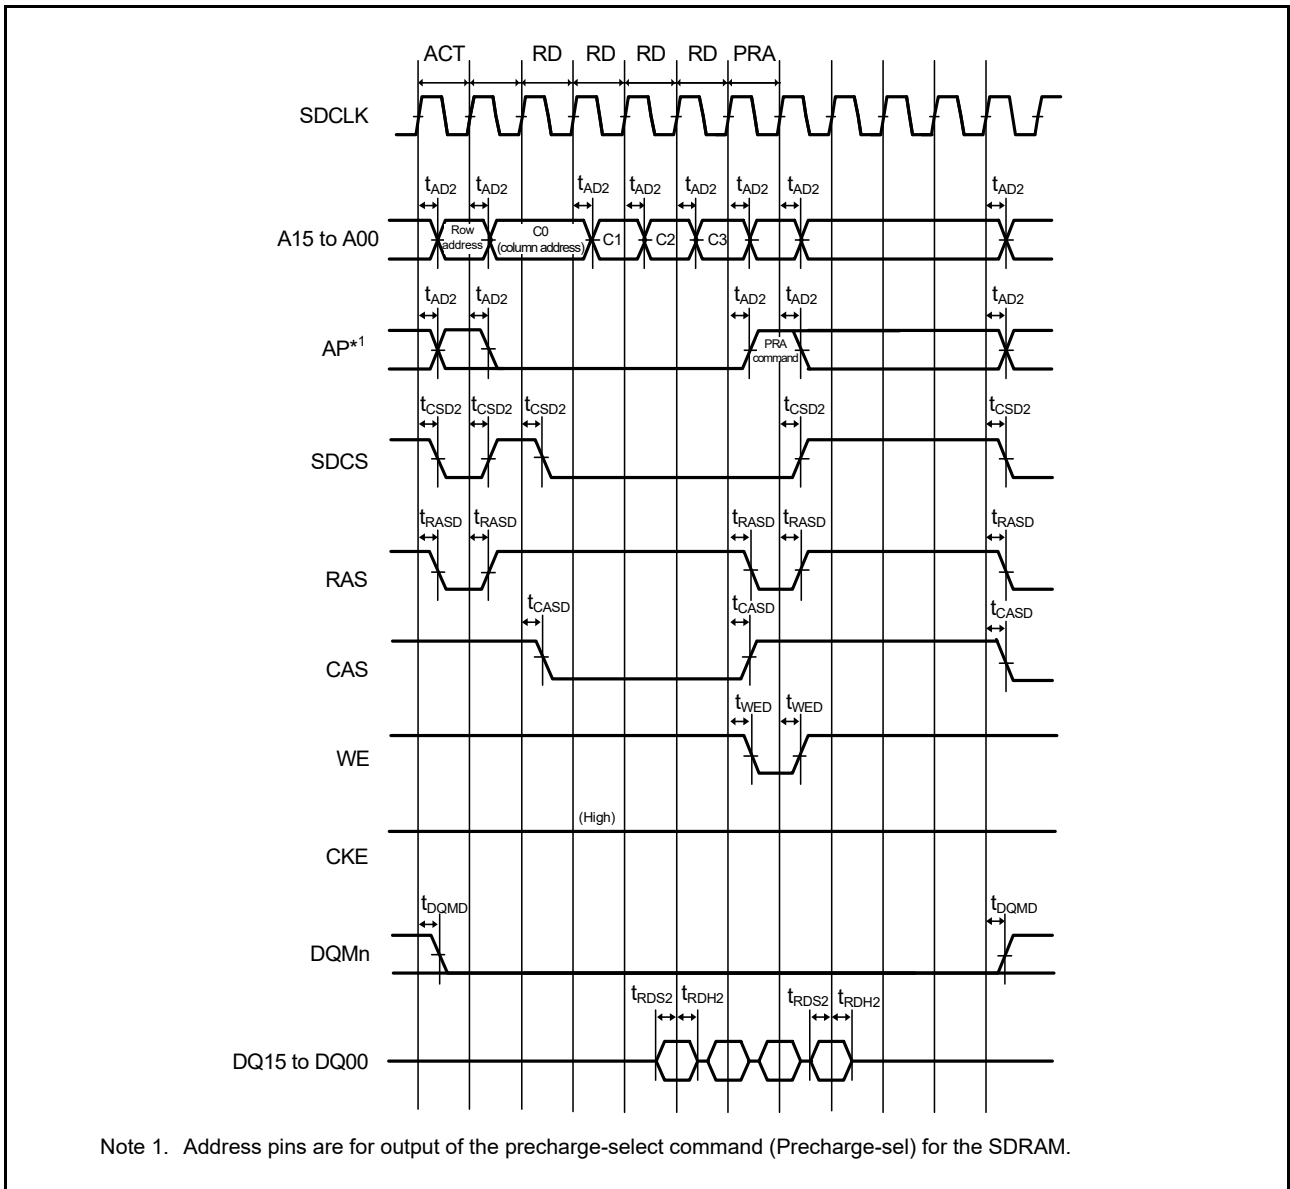 ACT RD RD RD RD PRA
SDCLK
tAD2 tAD2 tAD2 tAD2 tAD2 tAD2 tAD2 tAD2
A15 to A00
Row
address
C0
(column address)
C1 C2 C3
tAD2 tAD2 tAD2 tAD2 tAD2
AP*1
PRA
command
tCSD2 tCSD2 tCSD2 tCSD2 tCSD2
SDCS
tRASD tRASD tRASD tRASD tRASD
RAS
tCASD tCASD tCASD
CAS
tWED tWED
WE
(High)
CKE
tDQMD tDQMD
DQMn
tRDS2 tRDH2 tRDS2 tRDH2
DQ15 to DQ00
Note 1. Address pins are for output of the precharge-select command (Precharge-sel) for the SDRAM.